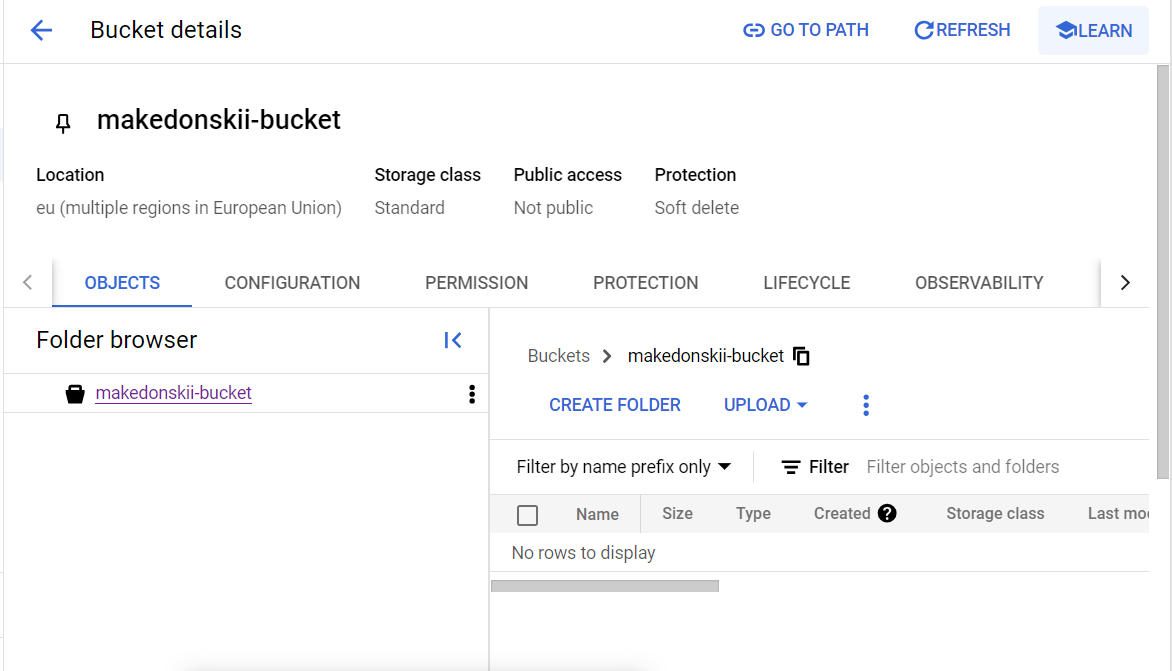 Bucket details
GO TO PATH
REFRESH
LEARN
makedonskii-bucket
Location
Storage class
Public access
Protection
eu (multiple regions in European Union)
Standard
Not public
Soft delete
OBJECTS
CONFIGURATION
PERMISSION
PROTECTION
LIFECYCLE
OBSERVABILITY
Folder browser
makedonskii-bucket
Buckets
makedonskii-bucket
CREATE FOLDER
UPLOAD
Filter by name prefix only
Filter
Filter objects and folders
Name
Size
Type
Created
Storage class
Last mo
No rows to display